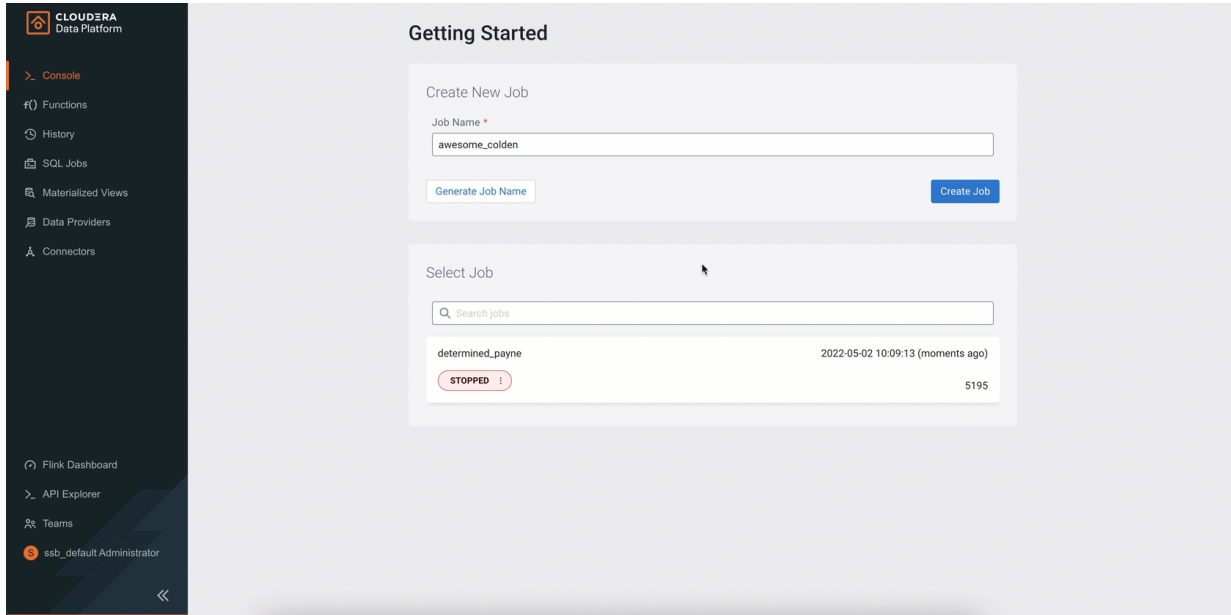 CLOUDERA
Data Platform
Console
f() Functions
History
SQL Jobs
Materialized Views
Data Providers
Connectors
Flink Dashboard
API Explorer
Teams
S ssb_default Administrator
Getting Started
Create New Job
Job Name *
awesome_colden
Generate Job Name Create Job
Select Job
Search jobs
determined_payne 2022-05-02 10:09:13 (moments ago)
STOPPED 5195